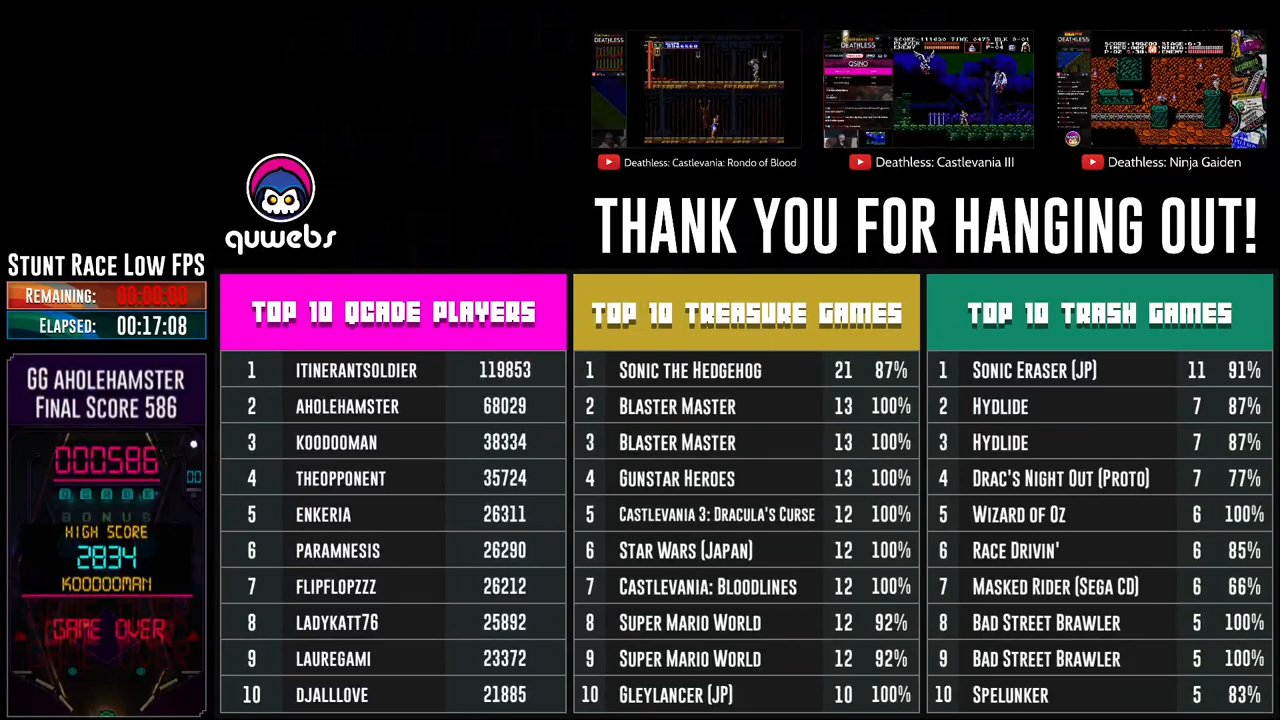 Deathless: Castlevania: Rondo of Blood
Deathless: Castlevania III
Deathless: Ninja Gaiden
quwebs
THANK YOU FOR HANGING OUT!
STUNT RACE LOW FPS
REMAINING: 00:00:00
ELAPSED: 00:17:08
GG AHOLEHAMSTER
FINAL SCORE 586
000586
00
BONUS
HIGH SCORE
2834
KOODOOMAN
GAME OVER
TOP 10 QCADE PLAYERS
1 ITINERANTSOLDIER 119853
2 AHOLEHAMSTER 68029
3 KOODOOMAN 38334
4 THEOPPONENT 35724
5 ENKERIA 26311
6 PARAMNESIS 26290
7 FLIPFLOPZZZ 26212
8 LADYKATT76 25892
9 LAUREGAMI 23372
10 DJALLLOVE 21885
TOP 10 TREASURE GAMES
1 SONIC THE HEDGEHOG 21 87%
2 BLASTER MASTER 13 100%
3 BLASTER MASTER 13 100%
4 GUNSTAR HEROES 13 100%
5 CASTLEVANIA 3: DRACULA'S CURSE 12 100%
6 STAR WARS (JAPAN) 12 100%
7 CASTLEVANIA: BLOODLINES 12 100%
8 SUPER MARIO WORLD 12 92%
9 SUPER MARIO WORLD 12 92%
10 GLEYLANCER (JP) 10 100%
TOP 10 TRASH GAMES
1 SONIC ERASER (JP) 11 91%
2 HYDLIDE 7 87%
3 HYDLIDE 7 87%
4 DRAC'S NIGHT OUT (PROTO) 7 77%
5 WIZARD OF OZ 6 100%
6 RACE DRIVIN' 6 85%
7 MASKED RIDER (SEGA CD) 6 66%
8 BAD STREET BRAWLER 5 100%
9 BAD STREET BRAWLER 5 100%
10 SPELUNKER 5 83%